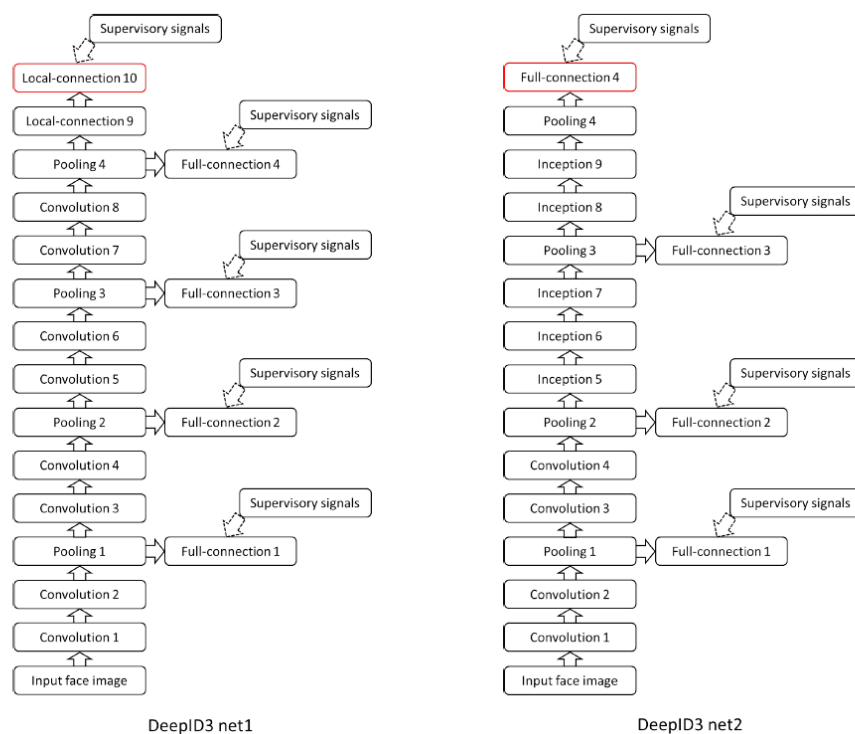 Supervisory signals
Local-connection 10
Local-connection 9
Supervisory signals
Pooling 4
Full-connection 4
Convolution 8
Convolution 7
Supervisory signals
Pooling 3
Full-connection 3
Convolution 6
Convolution 5
Supervisory signals
Pooling 2
Full-connection 2
Convolution 4
Convolution 3
Supervisory signals
Pooling 1
Full-connection 1
Convolution 2
Convolution 1
Input face image
DeepID3 net1
Supervisory signals
Full-connection 4
Pooling 4
Inception 9
Inception 8
Supervisory signals
Pooling 3
Full-connection 3
Inception 7
Inception 6
Inception 5
Supervisory signals
Pooling 2
Full-connection 2
Convolution 4
Convolution 3
Supervisory signals
Pooling 1
Full-connection 1
Convolution 2
Convolution 1
Input face image
DeepID3 net2